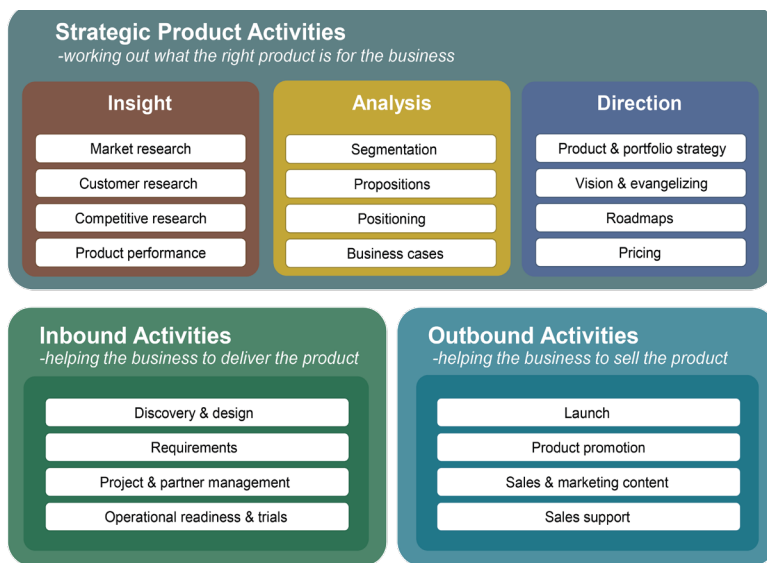 Strategic Product Activities
-working out what the right product is for the business
Insight
Market research
Customer research
Competitive research
Product performance
Analysis
Segmentation
Propositions
Positioning
Business cases
Direction
Product & portfolio strategy
Vision & evangelizing
Roadmaps
Pricing
Inbound Activities
-helping the business to deliver the product
Discovery & design
Requirements
Project & partner management
Operational readiness & trials
Outbound Activities
-helping the business to sell the product
Launch
Product promotion
Sales & marketing content
Sales support